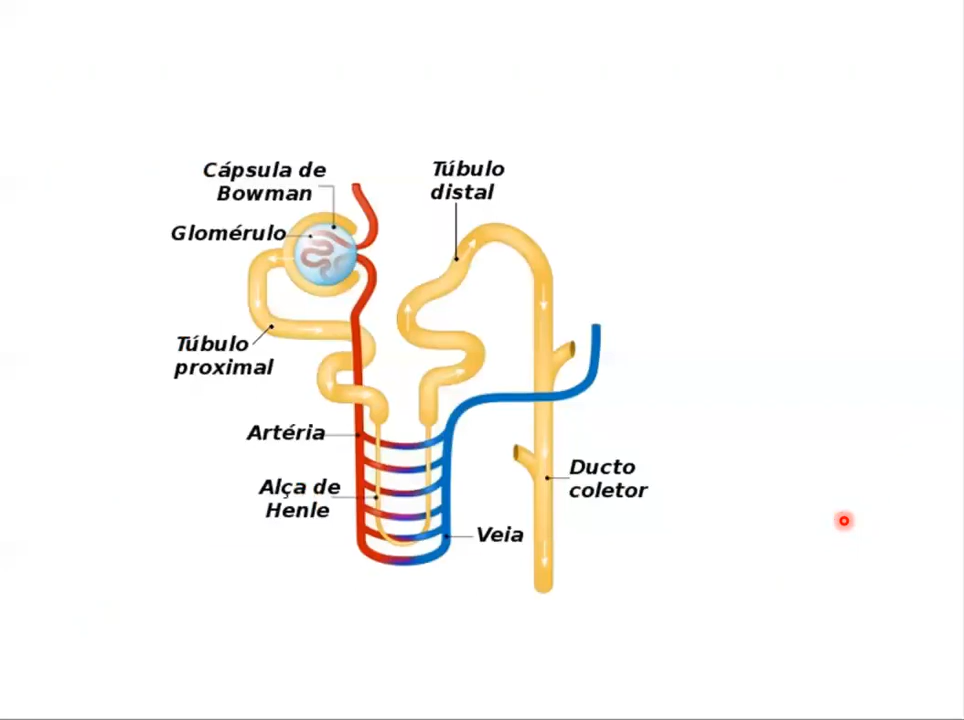 Cápsula de
Bowman
Túbulo
distal
Glomérulo
Túbulo
proximal
Artéria
Alça de
Henle
Ducto
coletor
Veia